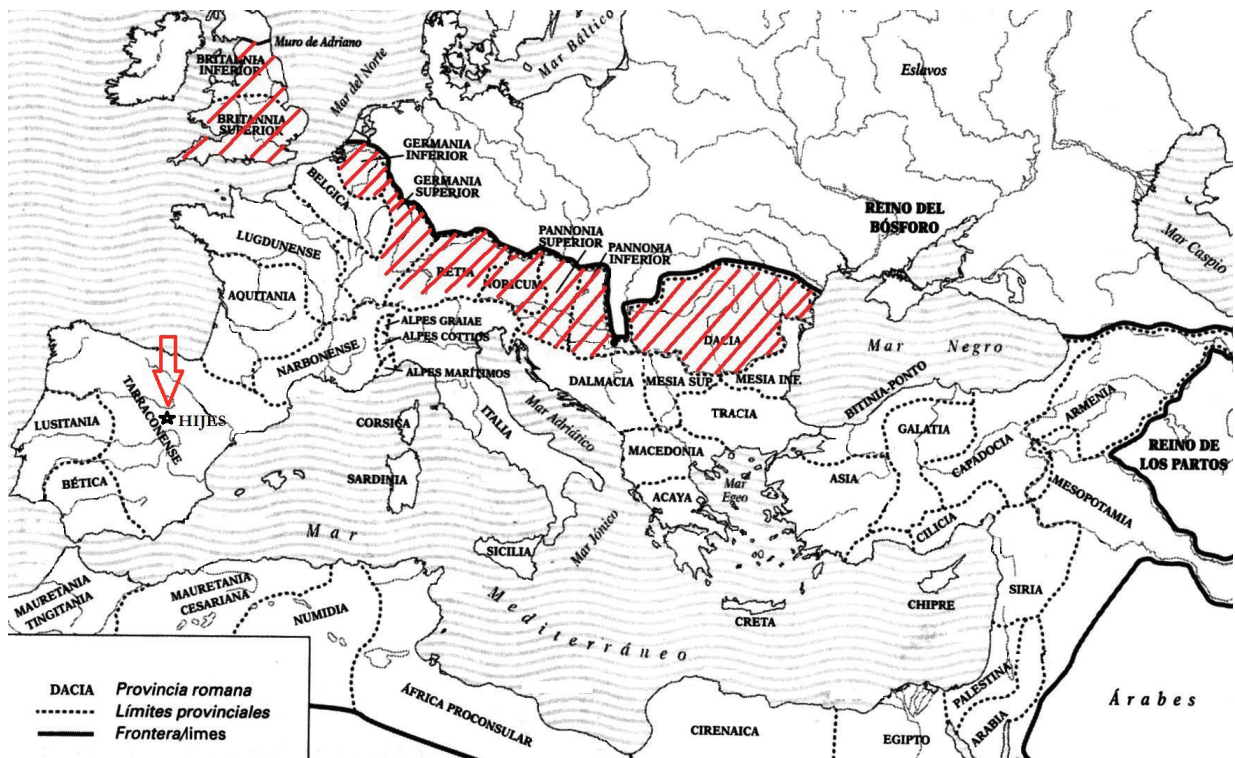 Muro de Adriano
BRITANNIA
INFERIOR
BRITANNIA
SUPERIOR
Mar del Norte
Mar Báltico
Eslavos
GERMANIA
INFERIOR
GERMANIA
SUPERIOR
BELGICA
LUGDUNENSE
AQUITANIA
NARBONENSE
RETIA
NORICUM
PANNONIA
SUPERIOR
PANNONIA
INFERIOR
REINO DEL
BÓSFORO
Mar Caspio
ALPES GRAIAE
ALPES COTTIOS
ALPES MARÍTIMOS
DALMACIA
DACIA
MESIA SUP.
MESIA INF.
TRACIA
Mar Negro
BITINIA-PONTO
GALATIA
CAPADOCIA
ARMENIA
REINO DE
LOS PARTOS
LUSITANIA
TARRACONENSE
HIJES
BÉTICA
CORSICA
SARDINIA
ITALIA
Mar Adriático
MACEDONIA
ACAYA
Mar
Egeo
ASIA
CILICIA
MESOPOTAMIA
Mar Jónico
SICILIA
Mar
Mediterráneo
CRETA
CHIPRE
SIRIA
MAURETANIA
TINGITANIA
MAURETANIA
CESARIANA
NUMIDIA
ÁFRICA PROCONSULAR
CIRENAICA
EGIPTO
PALESTINA
ARABIA
Árabes
DACIA Provincia romana
Límites provinciales
Frontera/limes